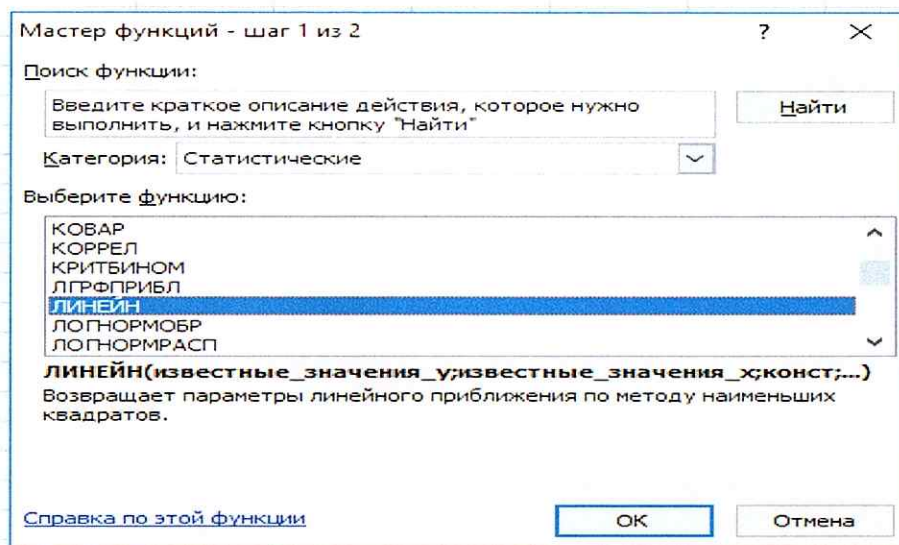 Мастер функций - шаг 1 из 2
?
Поиск функции:
Введите краткое описание действия, которое нужно
выполнить, и нажмите кнопку "Найти"
Найти
Категория: Статистические
Выберите функцию:
КОВАР
КОРРЕЛ
КРИТБИНОМ
ЛГРФПРИБЛ
ЛИНЕЙН
ЛОГНОРМОБР
ЛОГНОРМРАСП
ЛИНЕЙН(известные_значения_y;известные_значения_x;конст;...)
Возвращает параметры линейного приближения по методу наименьших
квадратов.
Справка по этой функции
ОК
Отмена